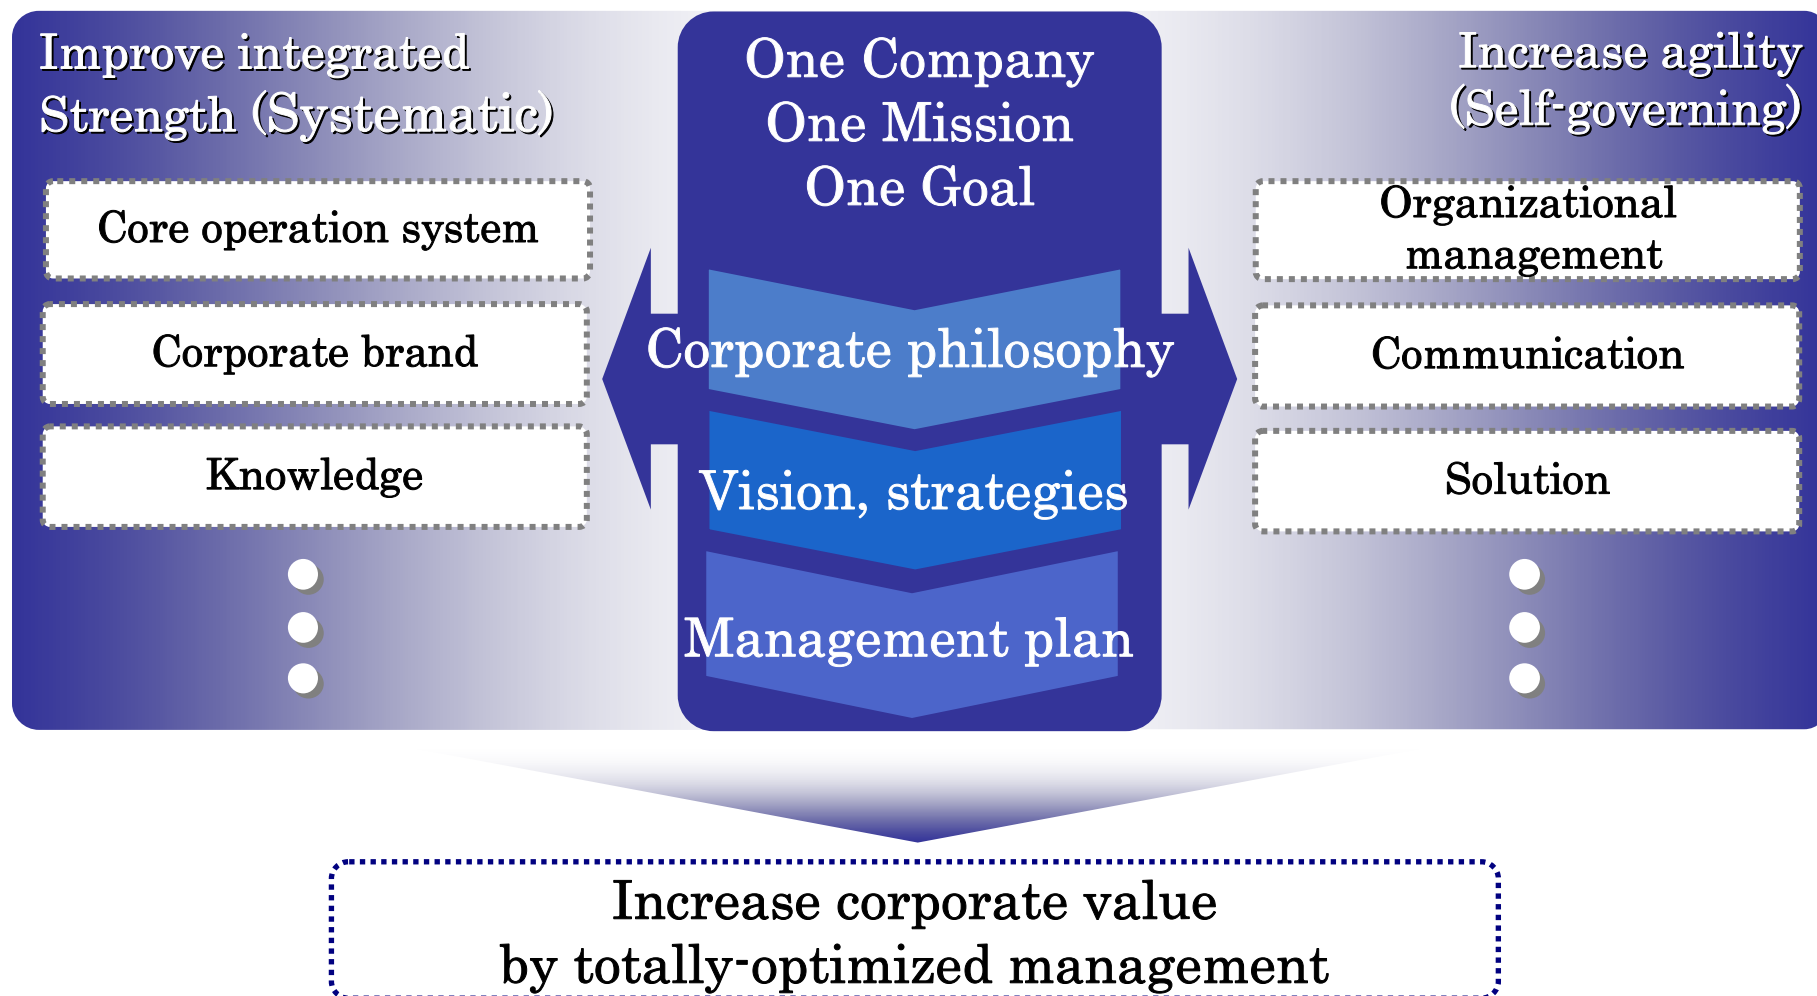 Improve integrated
Strength (Systematic)
Core operation system
Corporate brand
Knowledge
One Company
One Mission
One Goal
Corporate philosophy
Vision, strategies
Management plan
Increase agility
(Self-governing)
Organizational
management
Communication
Solution
Increase corporate value
by totally-optimized management